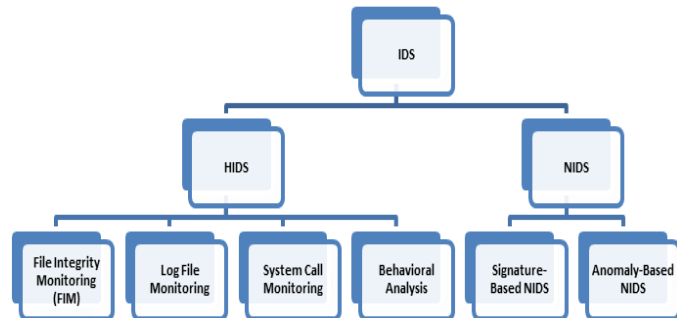 IDS
HIDS
NIDS
File Integrity
Monitoring
(FIM)
Log File
Monitoring
System Call
Monitoring
Behavioral
Analysis
Signature-
Based NIDS
Anomaly-Based
NIDS